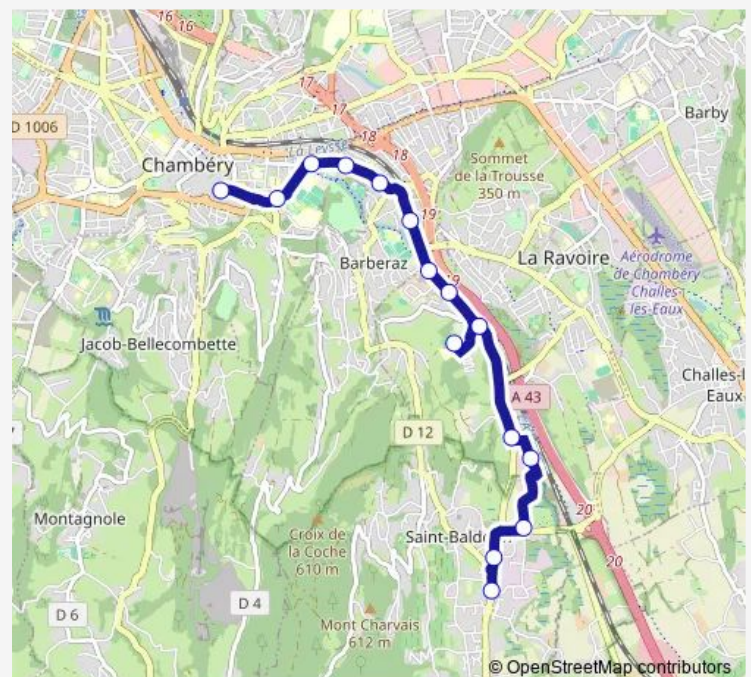 16
16
17
17
18
18
D 1006
Chambéry
La Leysse
Barby
Sommet
de la Trousse
350 m
19
Barberaz
19
La Ravoire
Aérodrome
de Chambéry
Challes
les-Eaux
Jacob-Bellecombette
Challes-l
Eaux
A 43
D 12
Montagnole
Croix de
la Coche
610 m
Saint-Balde
20
20
D 6
D 4
Mont Charvais
612 m
© OpenStreetMap contributors